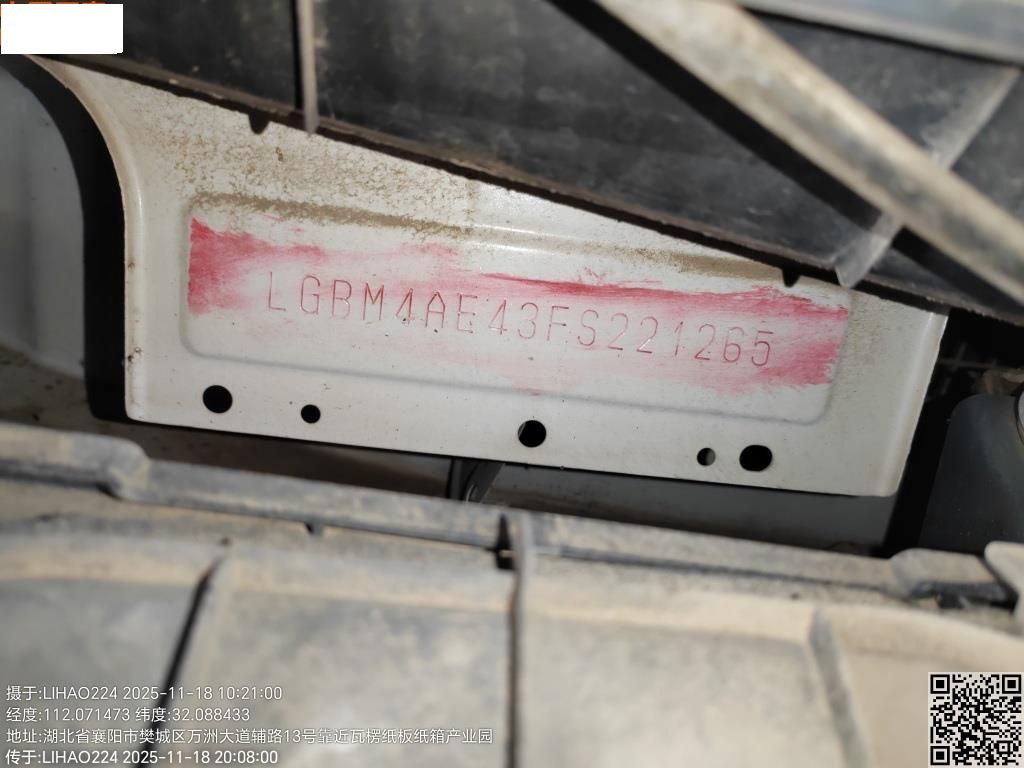 LGBM4AE43FS221265
摄于:LIHAO224 2025-11-18 10:21:00
经度:112.071473 纬度:32.088433
地址:湖北省襄阳市樊城区万洲大道辅路13号靠近瓦楞纸板纸箱产业园
传于:LIHAO224 2025-11-18 20:08:00